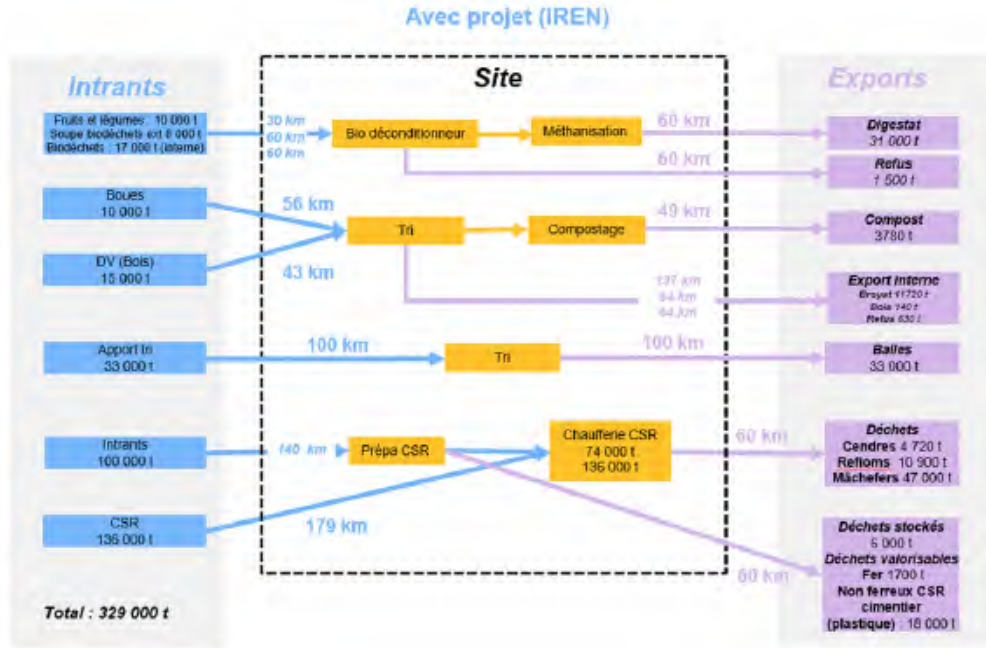 Avec projet (IREN)
Intrants
Site
Exports
Fruits et légumes : 10 000 t
Soupe biodéchets ext 8 000 t
Biodéchets : 17 000 t (interne)
30 km
60 km
60 km
Bio déconditionneur
Méthanisation
60 km
Digestat
31 000 t
60 km
Refus
1 500 t
Boues
10 000 t
56 km
Tri
Compostage
49 km
Compost
3780 t
DV (Bois)
15 000 t
43 km
137 km
64 km
64 km
Export interne
Broyat 11720 t
Bois 140 t
Refus 630 t
Apport tri
33 000 t
100 km
Tri
100 km
Balles
33 000 t
Intrants
100 000 t
140 km
Prépa CSR
Chaufferie CSR
74 000 t
136 000 t
60 km
Déchets
Cendres 4 720 t
Refioms 10 900 t
Mâchefers 47 000 t
CSR
136 000 t
179 km
60 km
Déchets stockés
6 000 t
Déchets valorisables
Fer 1700 t
Non ferreux CSR
cimentier
(plastique) : 18 000 t
Total : 329 000 t